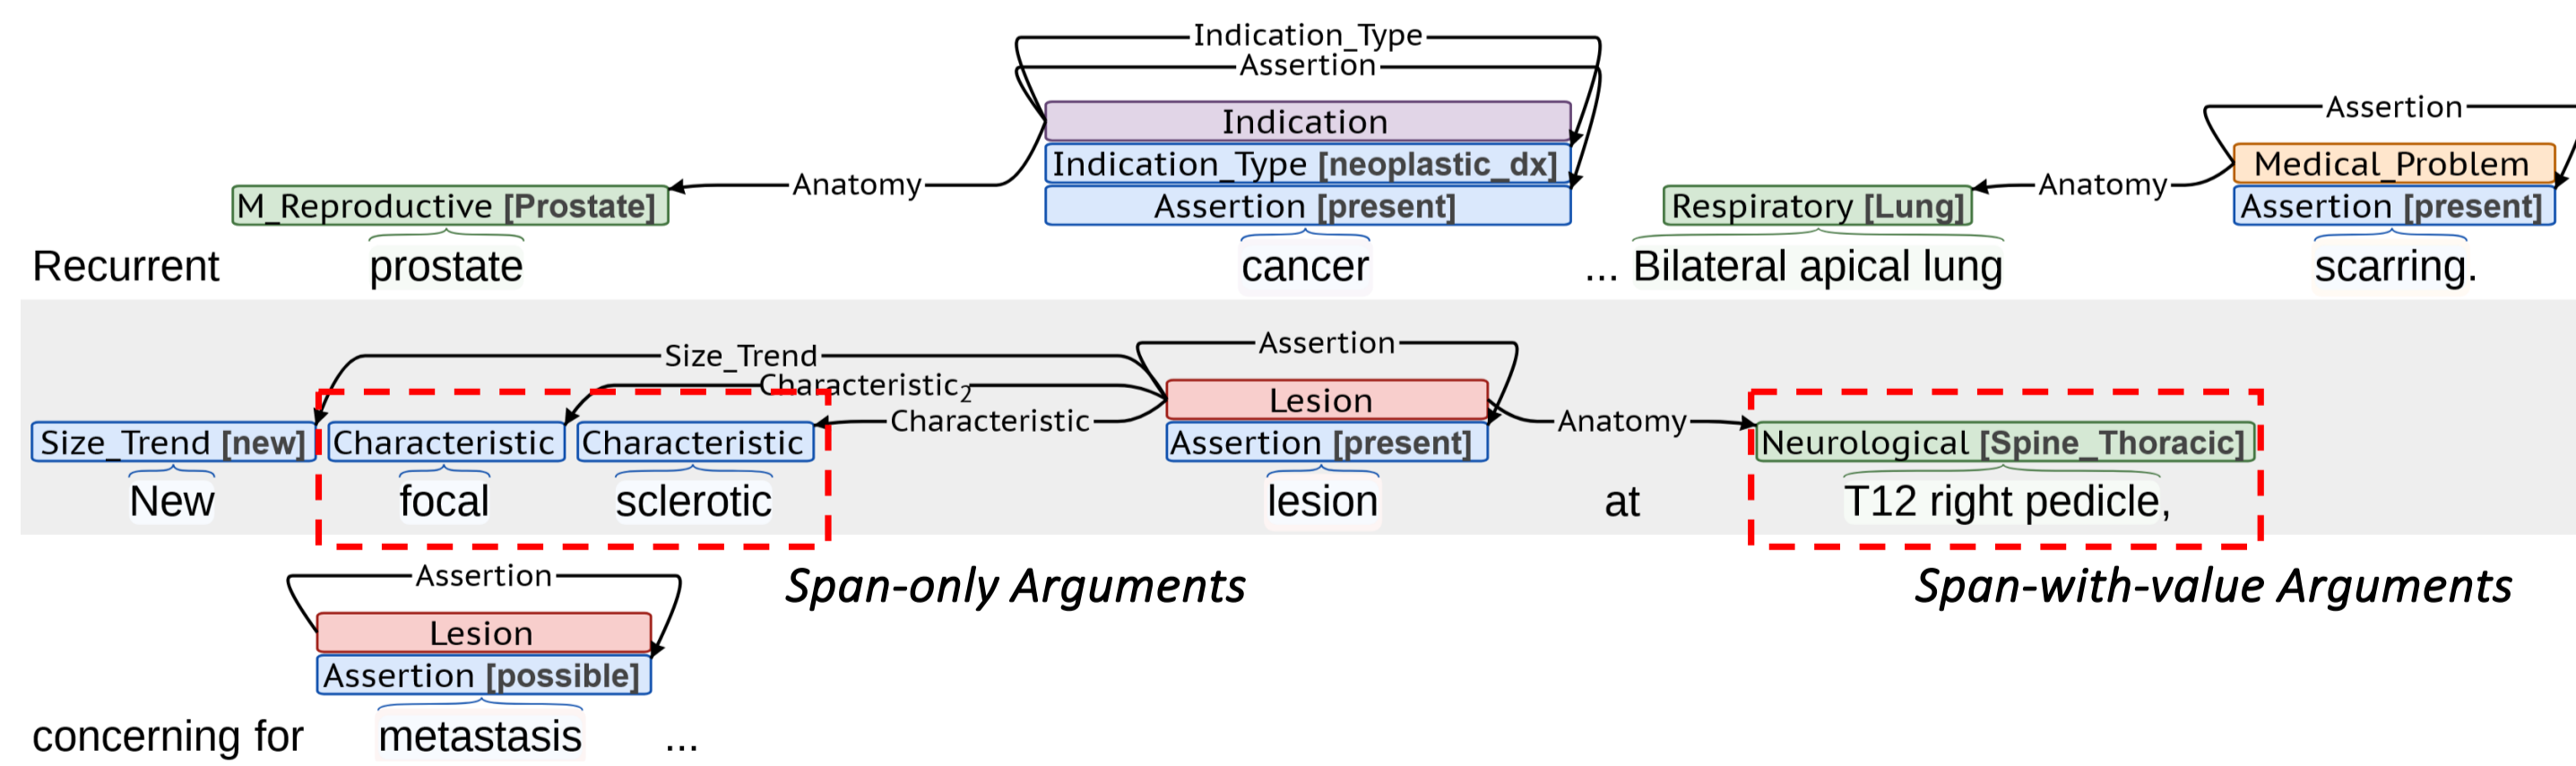 Indication_Type
Assertion
Assertion
Indication
Medical_Problem
Indication_Type [neoplastic_dx]
Anatomy
Anatomy
M_Reproductive [Prostate]
Assertion [present]
Respiratory [Lung]
Assertion [present]
Recurrent prostate cancer ... Bilateral apical lung scarring.
Assertion
Size_Trend
Characteristic2
Lesion
Characteristic
Anatomy
Size_Trend [new] Characteristic Characteristic Assertion [present] Neurological [Spine_Thoracic]
New focal sclerotic lesion at T12 right pedicle,
Span-only Arguments
Span-with-value Arguments
Assertion
Lesion
Assertion [possible]
concerning for metastasis ...